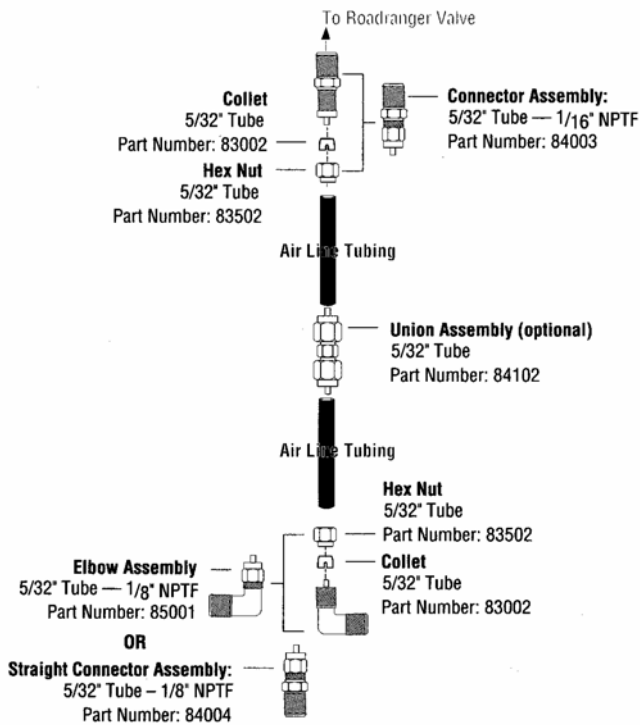 To Roadranger Valve
Collet
5/32" Tube
Part Number: 83002
Hex Nut
5/32" Tube
Part Number: 83502
Connector Assembly:
5/32" Tube — 1/16" NPTF
Part Number: 84003
Air Line Tubing
Union Assembly (optional)
5/32" Tube
Part Number: 84102
Air Line Tubing
Hex Nut
5/32" Tube
Part Number: 83502
Collet
5/32" Tube
Part Number: 83002
Elbow Assembly
5/32" Tube — 1/8" NPTF
Part Number: 85001
OR
Straight Connector Assembly:
5/32" Tube – 1/8" NPTF
Part Number: 84004